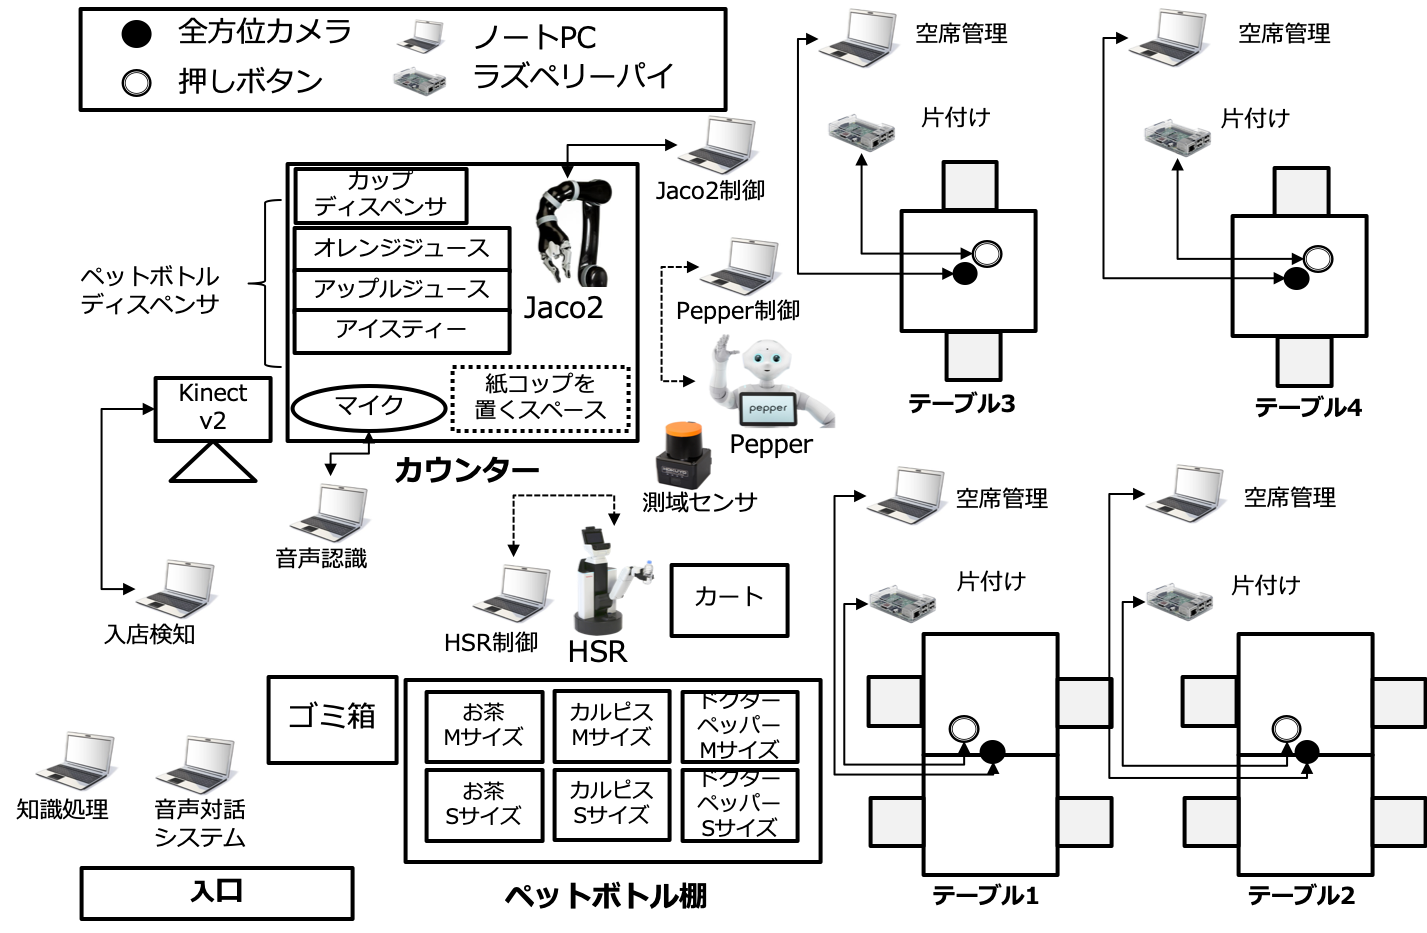 全方位カメラ
ノートPC
押しボタン
ラズペリーパイ
空席管理
空席管理
片付け
片付け
Jaco2制御
カップ
ディスペンサ
オレンジジュース
アップルジュース
アイスティー
ペットボトル
ディスペンサ
Jaco2
Pepper制御
pepper
Pepper
Kinect
v2
マイク
紙コップを
置くスペース
カウンター
測域センサ
テーブル3
テーブル4
音声認識
入店検知
HSR制御
HSR
カート
空席管理
空席管理
片付け
片付け
ゴミ箱
お茶
Mサイズ
カルピス
Mサイズ
ドクター
ペッパー
Mサイズ
お茶
Sサイズ
カルピス
Sサイズ
ドクター
ペッパー
Sサイズ
知識処理
音声対話
システム
入口
ペットボトル棚
テーブル1
テーブル2